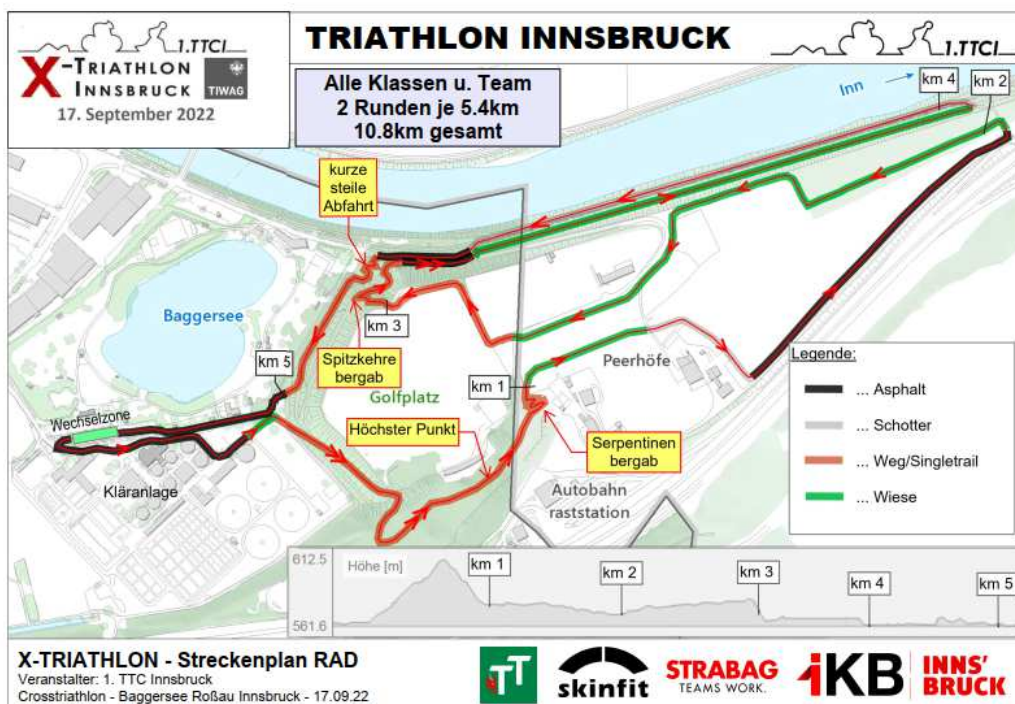 1.TTCI
X-TRIATHLON
INNSBRUCK
TIWAG
17. September 2022
TRIATHLON INNSBRUCK
1.TTCI
Alle Klassen u. Team
2 Runden je 5.4km
10.8km gesamt
Inn
km 4
km 2
kurze
steile
Abfahrt
Baggersee
km 3
Spitzkehre
bergab
km 5
Golfplatz
km 1
Peerhöfe
Wechselzone
Höchster Punkt
Serpentinen
bergab
Kläranlage
Autobahn
raststation
Legende:
... Asphalt
... Schotter
... Weg/Singletrail
... Wiese
612.5
Höhe [m]
km 1
km 2
km 3
km 4
km 5
561.6
X-TRIATHLON - Streckenplan RAD
Veranstalter: 1. TTC Innsbruck
Crosstriathlon - Baggersee Roßau Innsbruck - 17.09.22
TT
skinfit
STRABAG
TEAMS WORK.
iKB
INNS'
BRUCK